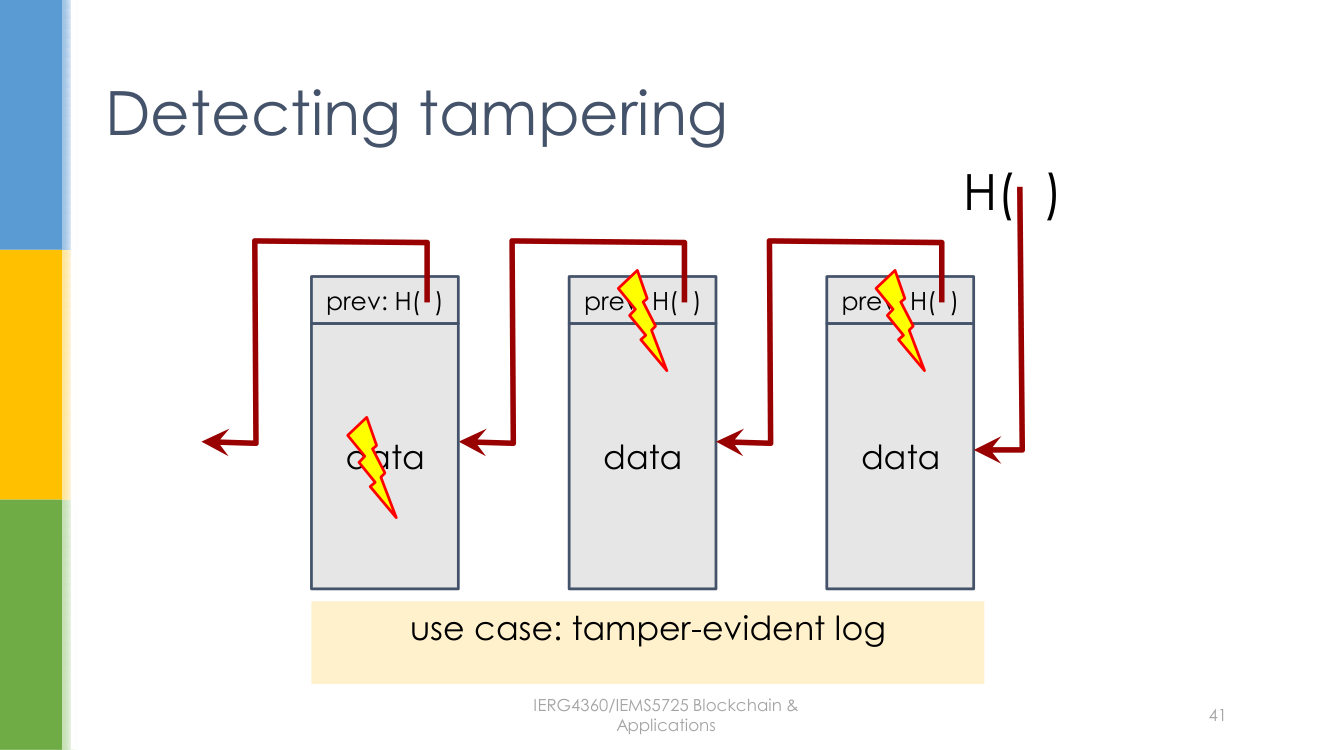 Detecting tampering
H( )
prev: H( )
prev: H( )
prev: H( )
data
data
data
use case: tamper-evident log
IERG4360/IEMS5725 Blockchain &
Applications
41